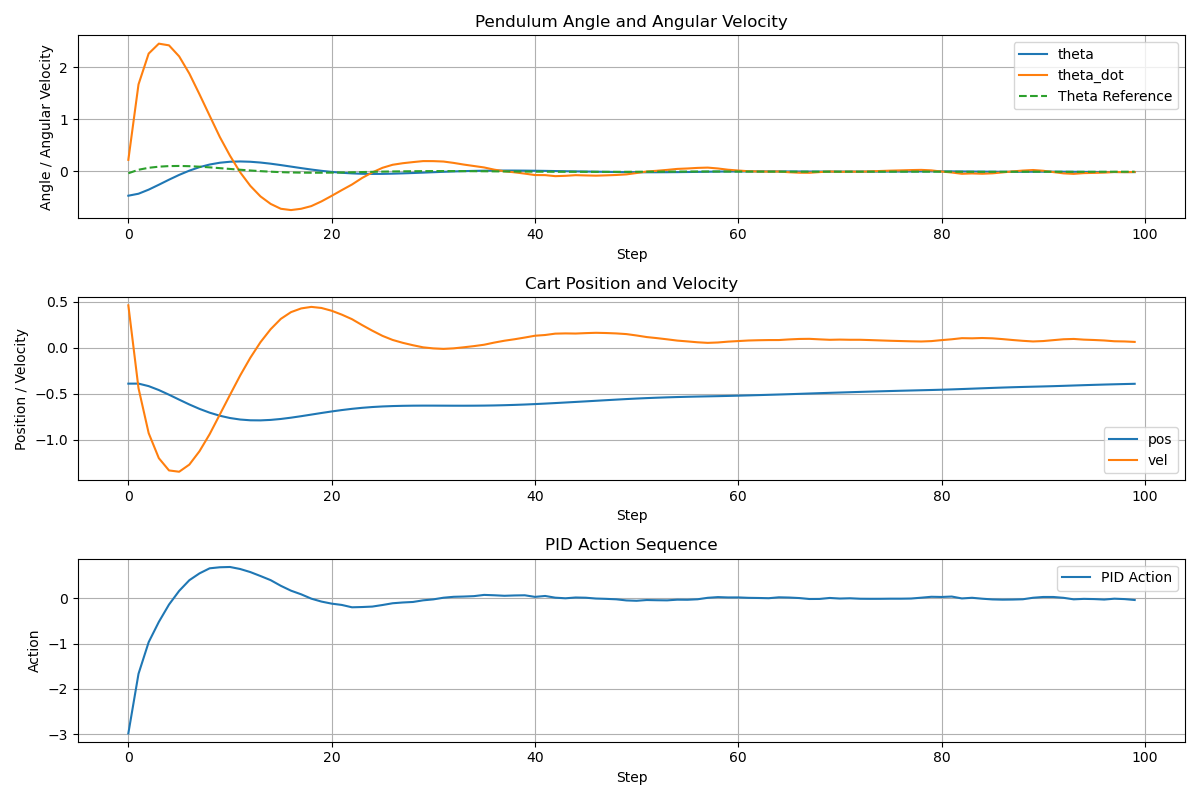 Pendulum Angle and Angular Velocity
Angle / Angular Velocity
2
1
0
theta
theta_dot
Theta Reference
0 20 40 60 80 100
Step
Cart Position and Velocity
Position / Velocity
0.5
0.0
−0.5
−1.0
pos
vel
0 20 40 60 80 100
Step
PID Action Sequence
Action
0
−1
−2
−3
PID Action
0 20 40 60 80 100
Step